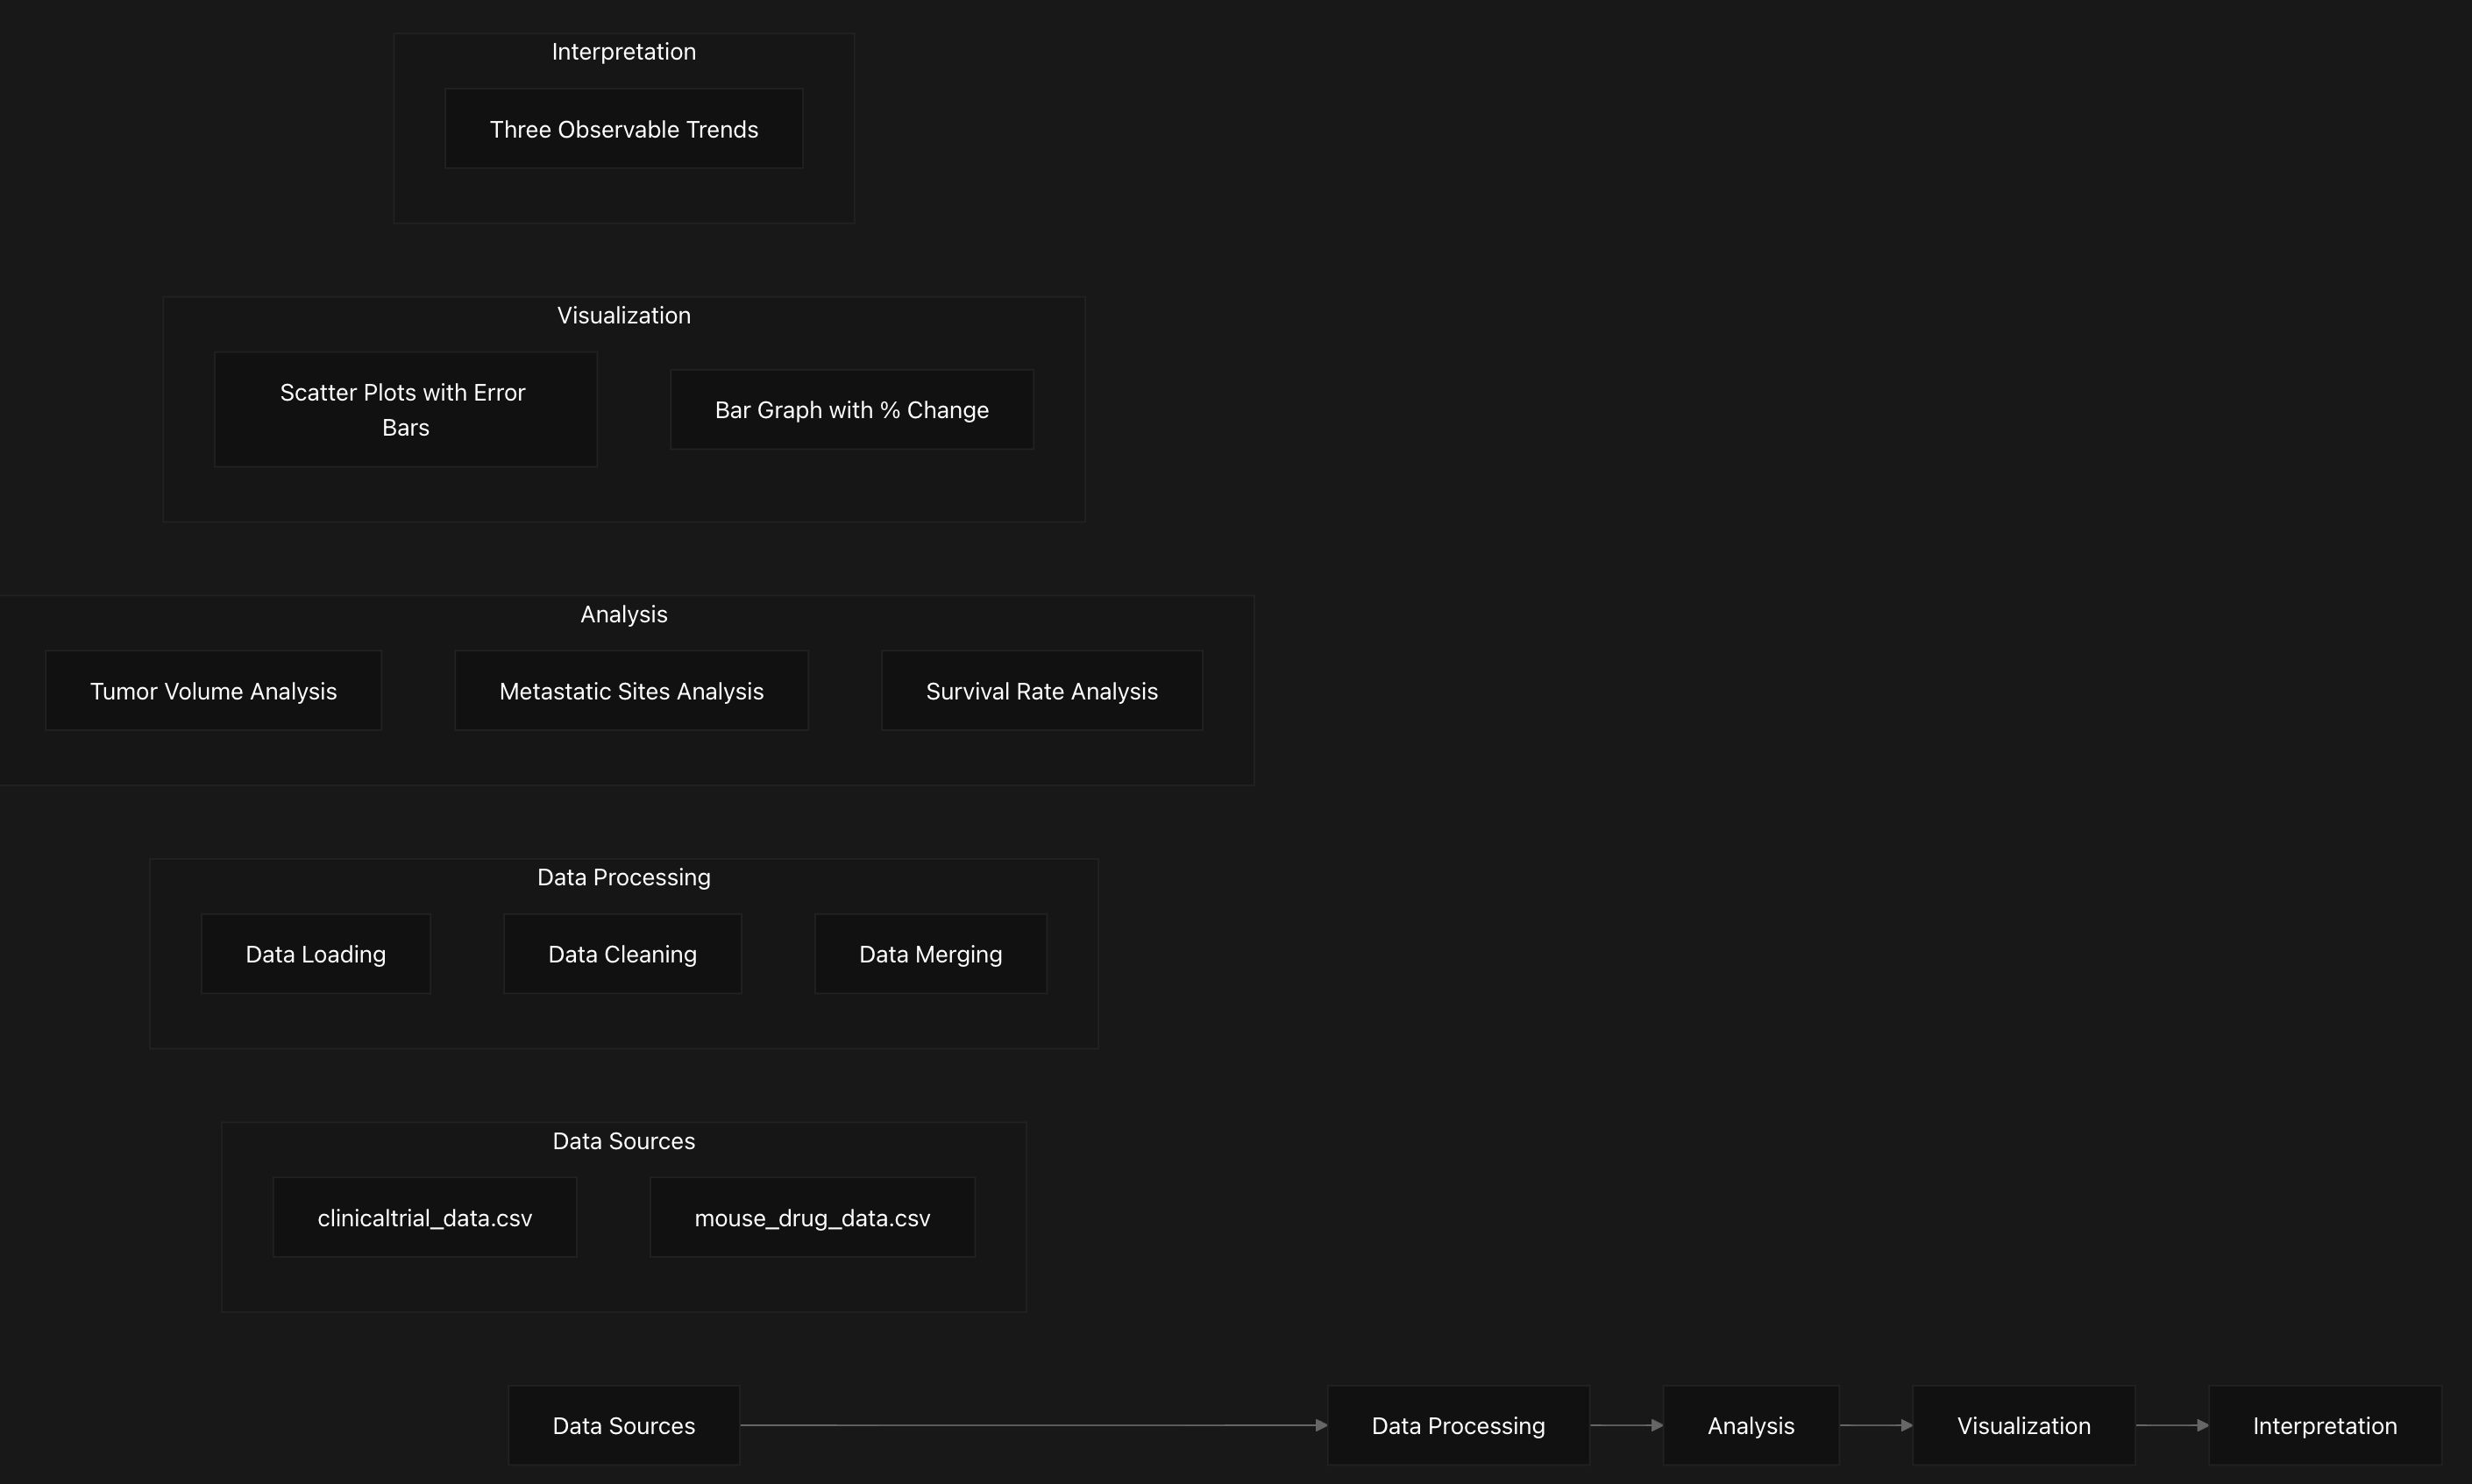 Interpretation
Three Observable Trends
Visualization
Scatter Plots with Error
Bars
Bar Graph with % Change
Analysis
Tumor Volume Analysis
Metastatic Sites Analysis
Survival Rate Analysis
Data Processing
Data Loading
Data Cleaning
Data Merging
Data Sources
clinicaltrial_data.csv
mouse_drug_data.csv
Data Sources
Data Processing
Analysis
Visualization
Interpretation